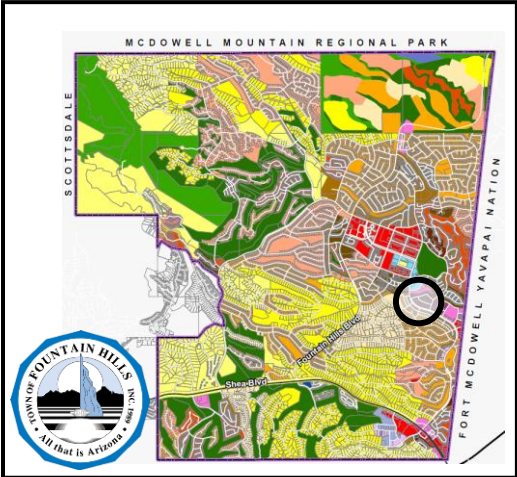 MCDOWELL MOUNTAIN REGIONAL PARK
SCOTTSDALE
FORT MCDOWELL YAVAPAI NATION
Fountain Hills Blvd
Shea Blvd
TOWN OF FOUNTAIN HILLS INC. 1989
All that is Arizona